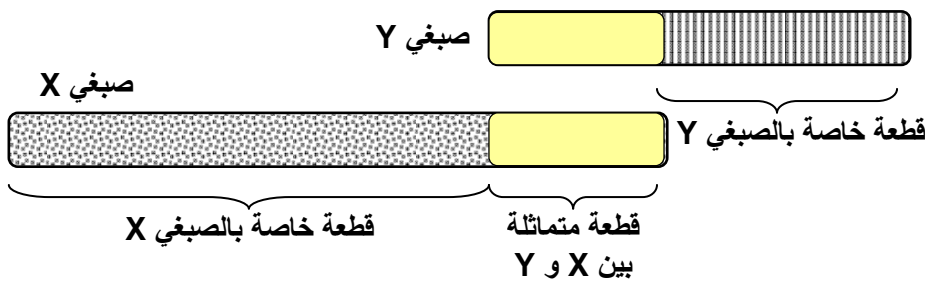 صبغي Y
صبغي X
قطعة خاصة بالصبغي Y
قطعة خاصة بالصبغي X
قطعة متماثلة
بين X و Y